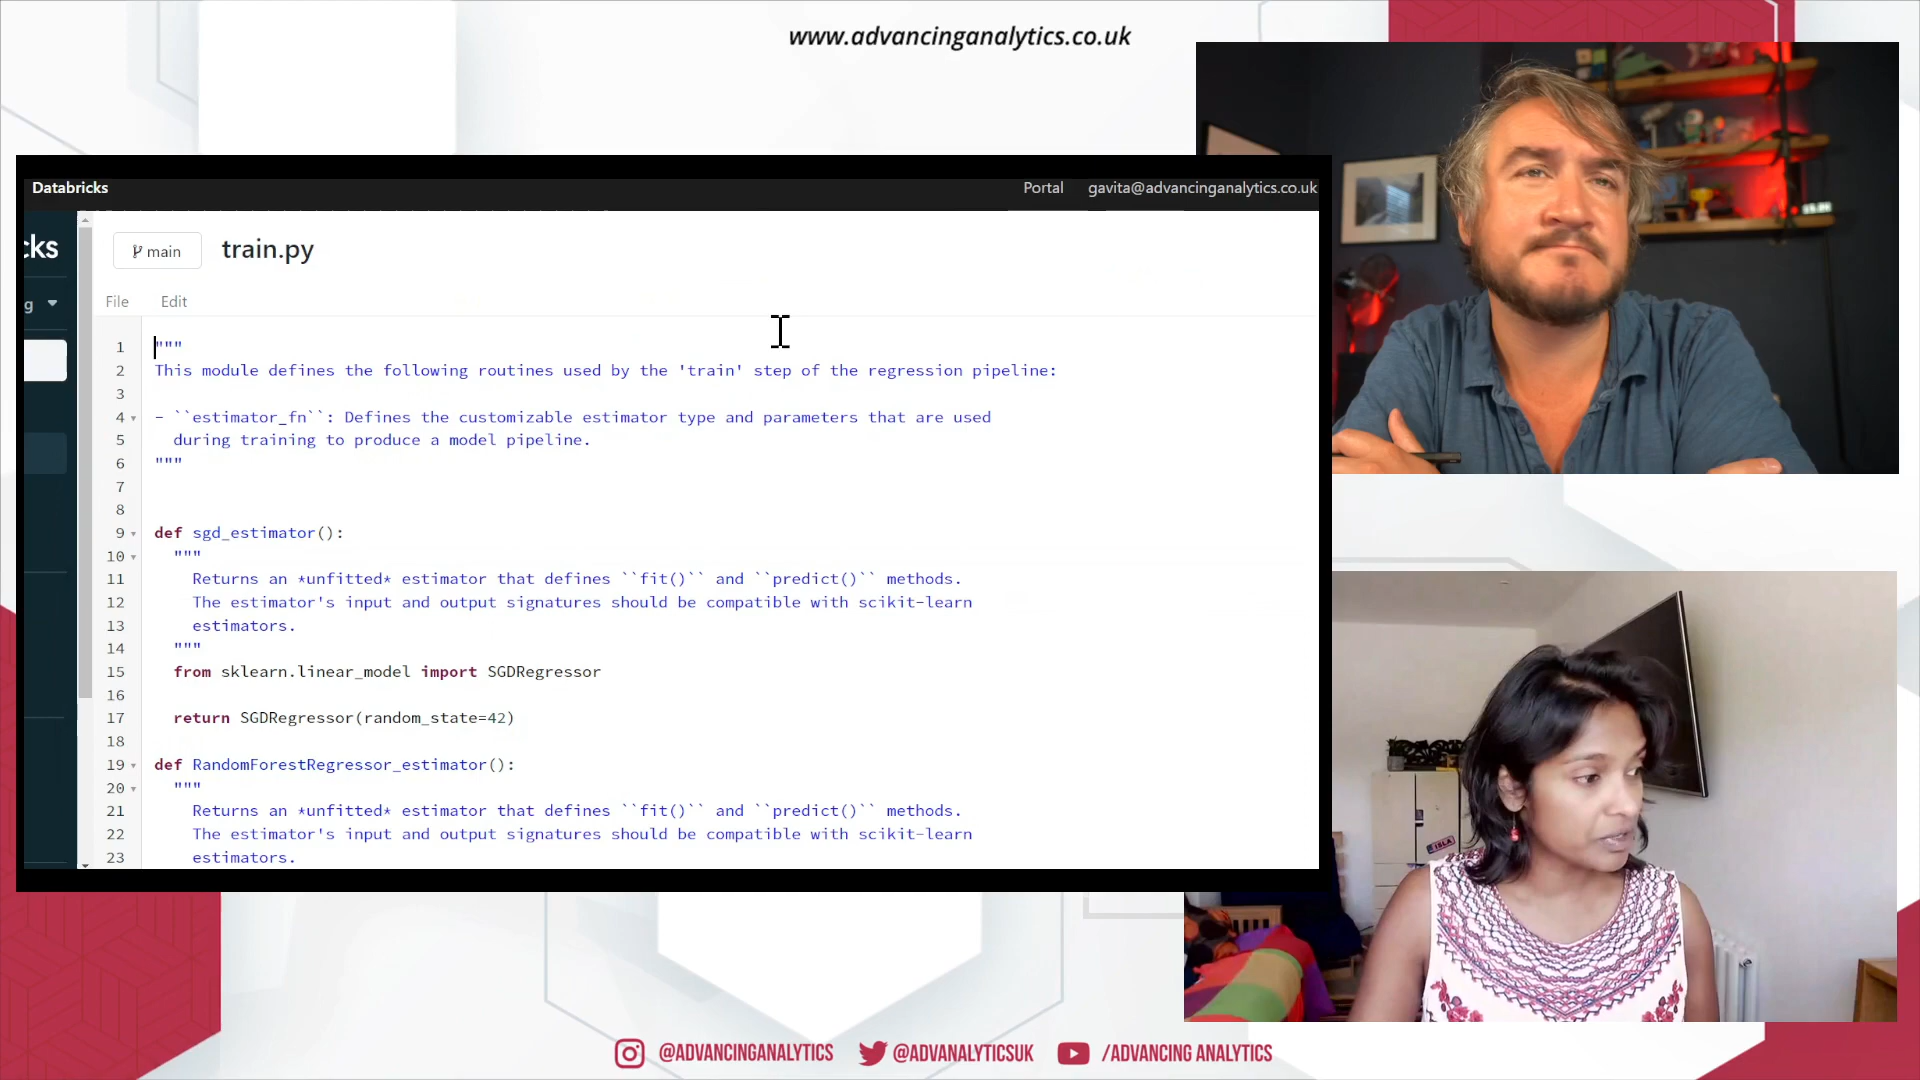 www.advancinganalytics.co.uk
Databricks
Portal
gavita@advancinganalytics.co.uk
cks
main
train.py
g
File
Edit
1 """
2 This module defines the following routines used by the 'train' step of the regression pipeline:
3
4 - ``estimator_fn``: Defines the customizable estimator type and parameters that are used
5 during training to produce a model pipeline.
6 """
7
8
9 def sgd_estimator():
10 """
11 Returns an *unfitted* estimator that defines ``fit()`` and ``predict()`` methods.
12 The estimator's input and output signatures should be compatible with scikit-learn
13 estimators.
14 """
15 from sklearn.linear_model import SGDRegressor
16
17 return SGDRegressor(random_state=42)
18
19 def RandomForestRegressor_estimator():
20 """
21 Returns an *unfitted* estimator that defines ``fit()`` and ``predict()`` methods.
22 The estimator's input and output signatures should be compatible with scikit-learn
23 estimators.
ISLA
@ADVANCINGANALYTICS
@ADVANALYTICSUK
/ADVANCING ANALYTICS